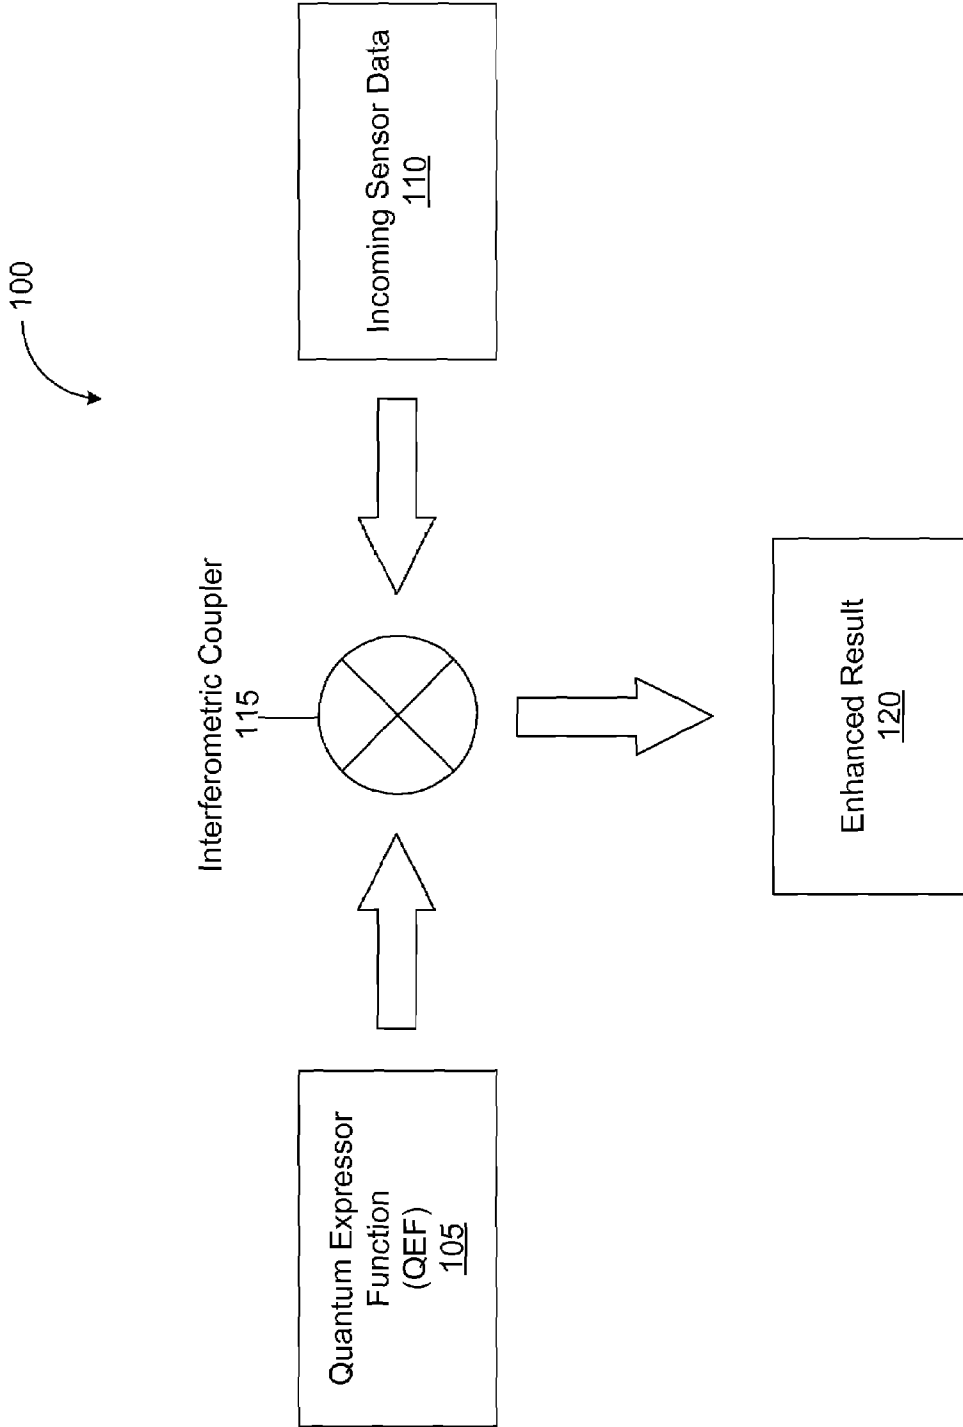 100
Interferometric Coupler
115
Quantum Expressor
Function
(QEF)
105
Incoming Sensor Data
110
Enhanced Result
120